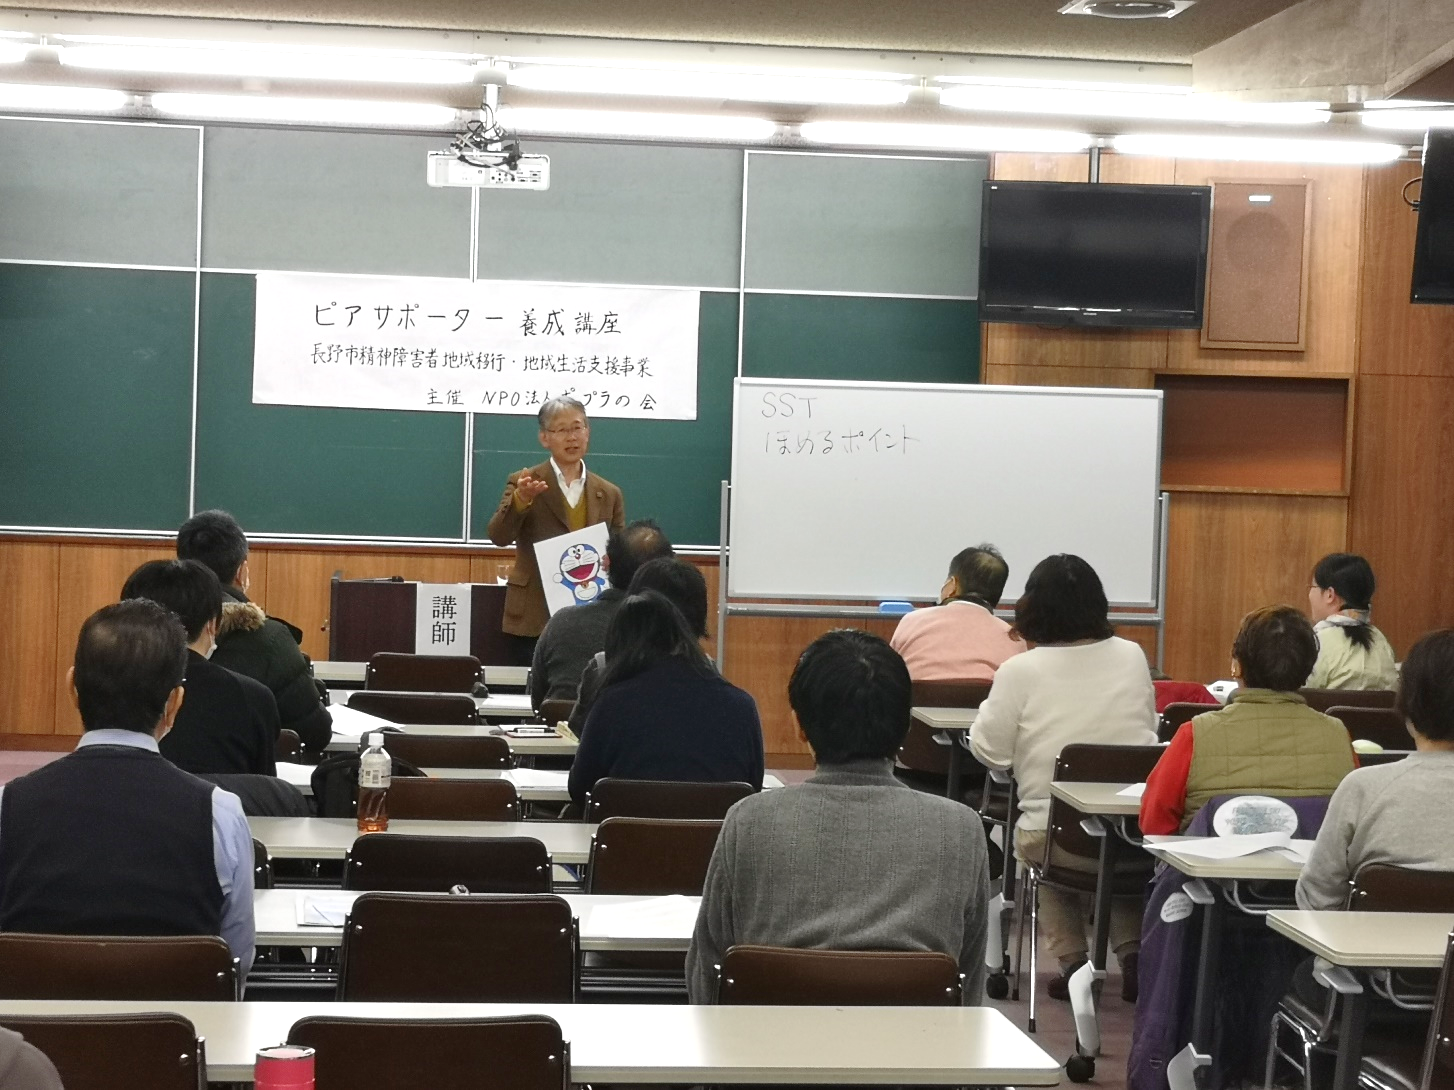 ピアサポーター養成講座
長野市精神障害者地域移行・地域生活支援事業
主催 NPO法人ポプラの会
SST
ほめるポイント
講師